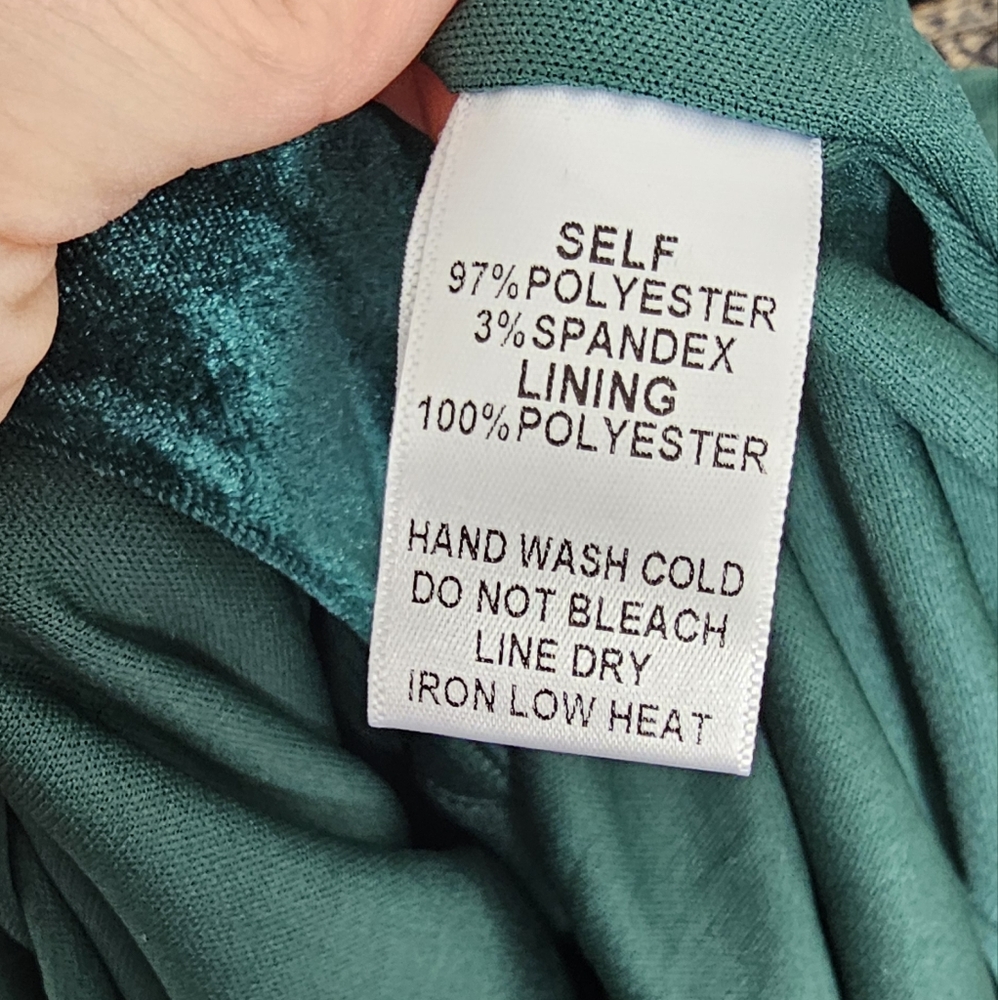 SELF
97%POLYESTER
3%SPANDEX
LINING
100%POLYESTER
HAND WASH COLD
DO NOT BLEACH
LINE DRY
IRON LOW HEAT